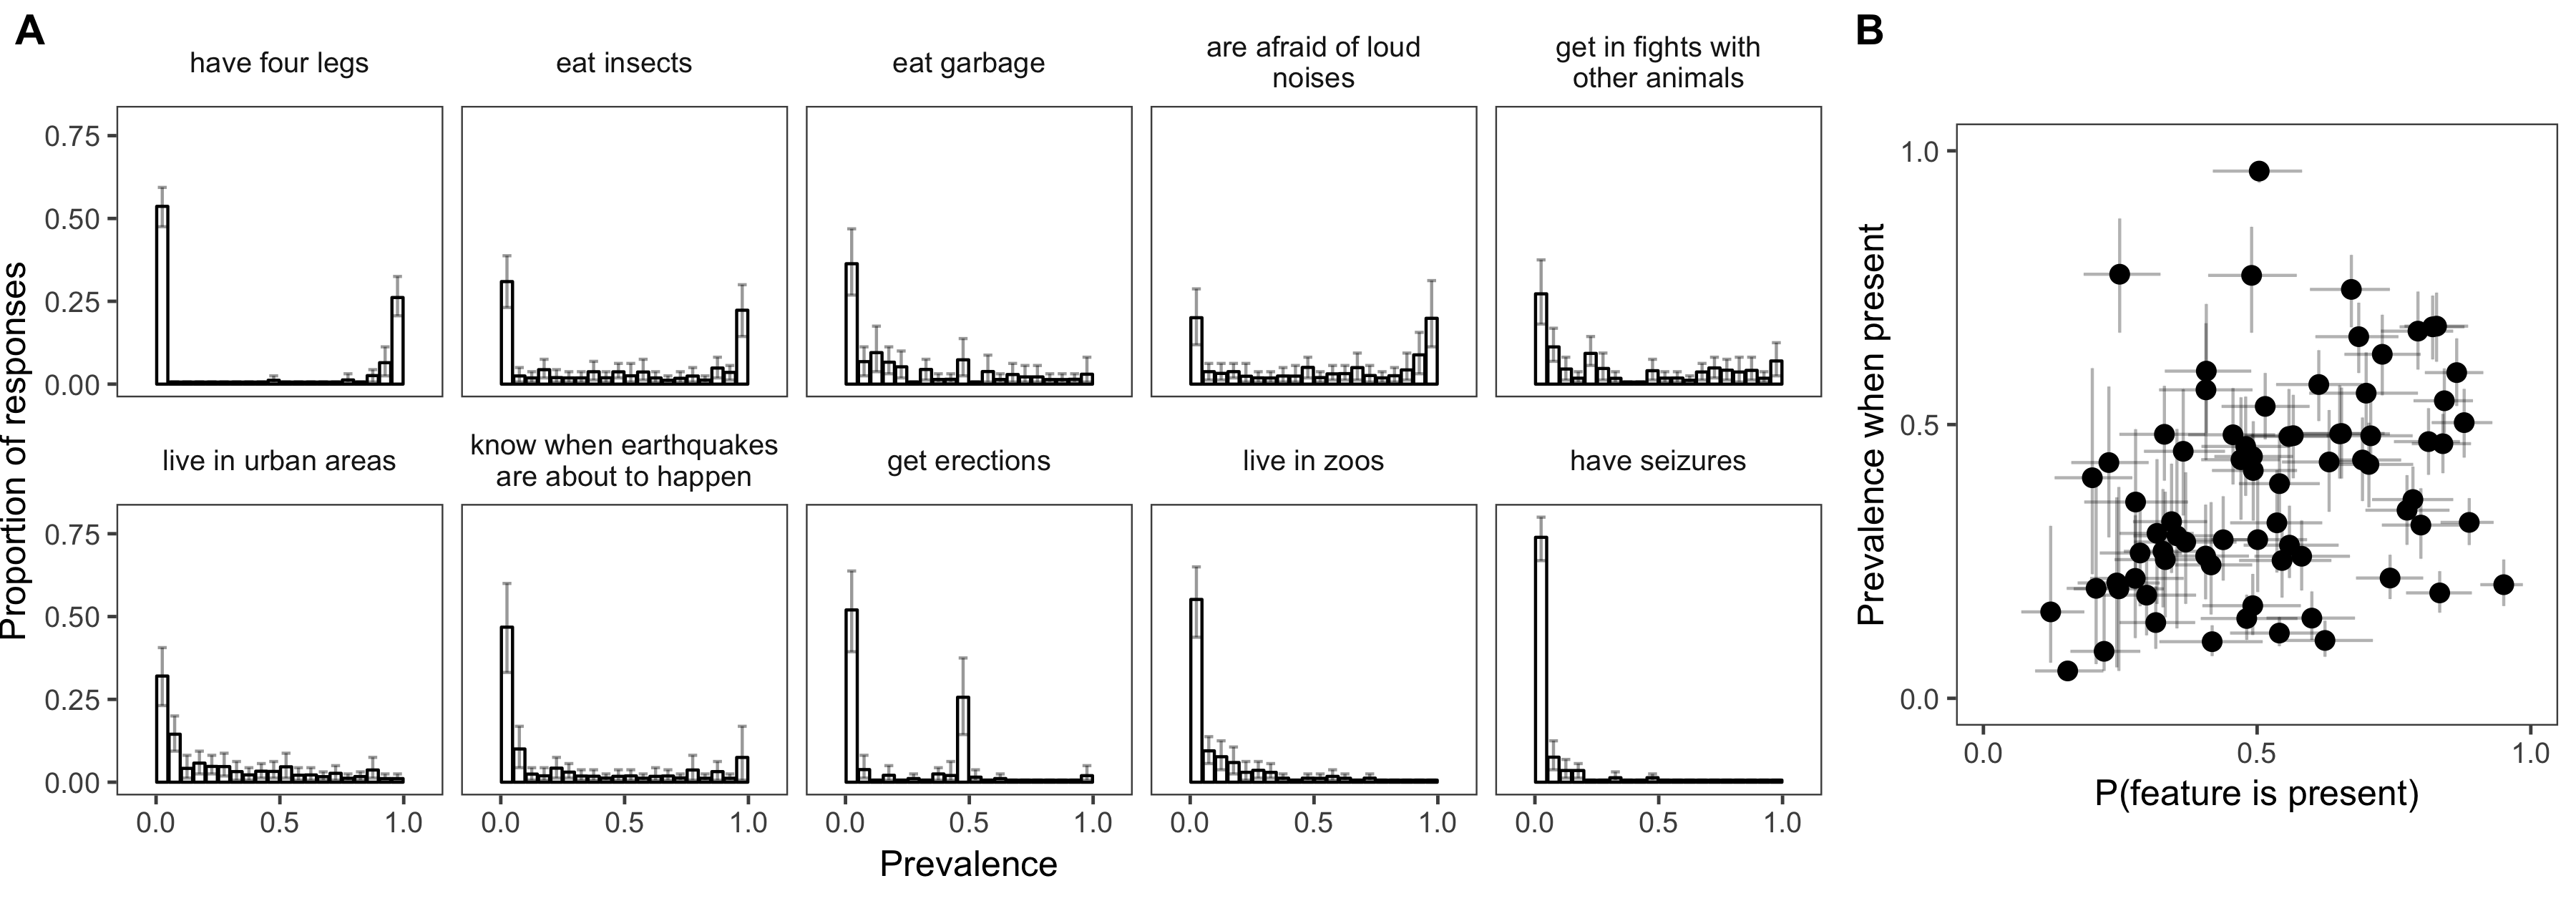 A
have four legs
eat insects
eat garbage
are afraid of loud
noises
get in fights with
other animals
0.75
0.50
0.25
0.00
live in urban areas
know when earthquakes
are about to happen
get erections
live in zoos
have seizures
0.75
0.50
0.25
0.00
0.0 0.5 1.0
0.0 0.5 1.0
0.0 0.5 1.0
0.0 0.5 1.0
0.0 0.5 1.0
Proportion of responses
Prevalence
B
1.0
0.5
0.0
0.0 0.5 1.0
Prevalence when present
P(feature is present)